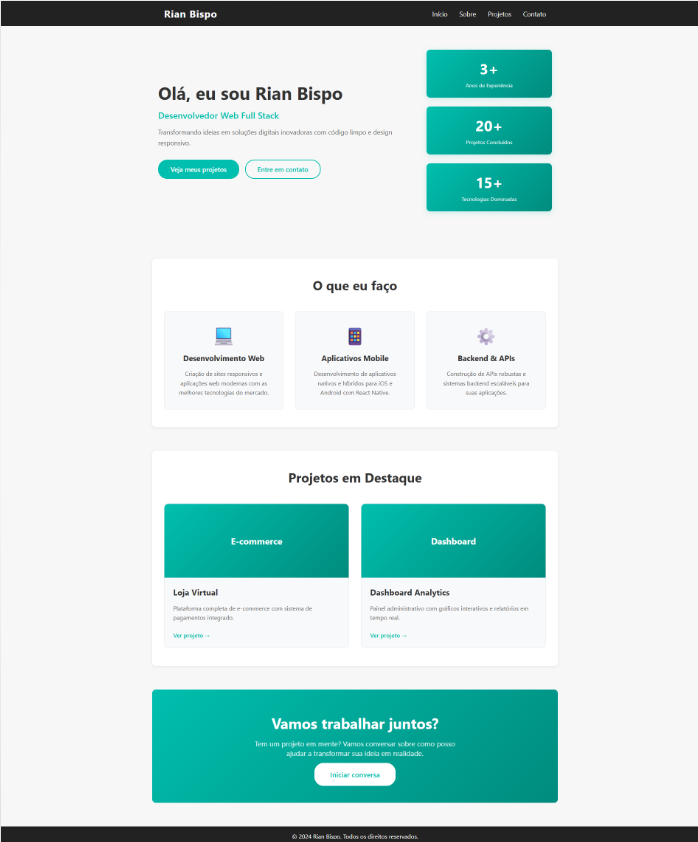 Rian Bispo
Início Sobre Projetos Contato
Olá, eu sou Rian Bispo
Desenvolvedor Web Full Stack
Transformando ideias em soluções digitais inovadoras com código limpo e design
responsivo.
Veja meus projetos
Entre em contato
3+
Anos de Experiência
20+
Projetos Concluídos
15+
Tecnologias Dominadas
O que eu faço
Desenvolvimento Web
Criação de sites responsivos e
aplicações web modernas com as
melhores tecnologias do mercado.
Aplicativos Mobile
Desenvolvimento de aplicativos
nativos e híbridos para iOS e
Android com React Native.
Backend & APIs
Construção de APIs robustas e
sistemas backend escaláveis para
suas aplicações.
Projetos em Destaque
E-commerce
Loja Virtual
Plataforma completa de e-commerce com sistema de
pagamentos integrado.
Ver projeto →
Dashboard
Dashboard Analytics
Painel administrativo com gráficos interativos e relatórios em
tempo real.
Ver projeto →
Vamos trabalhar juntos?
Tem um projeto em mente? Vamos conversar sobre como posso
ajudar a transformar sua ideia em realidade.
Iniciar conversa
© 2024 Rian Bispo. Todos os direitos reservados.